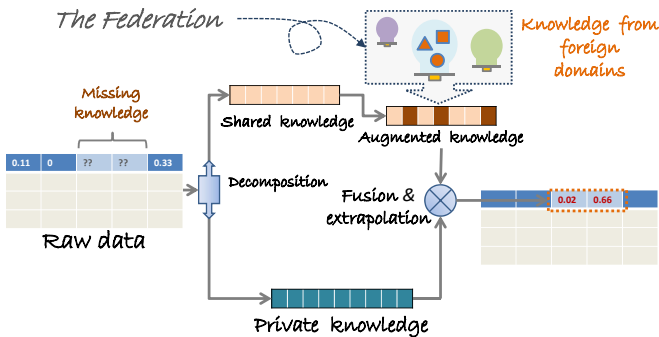 The Federation
Knowledge from
foreign
domains
Missing
knowledge
Shared knowledge
Augmented knowledge
0.11 0 ?? ?? 0.33
Decomposition
Fusion &
extrapolation
0.02 0.66
Raw data
Private knowledge